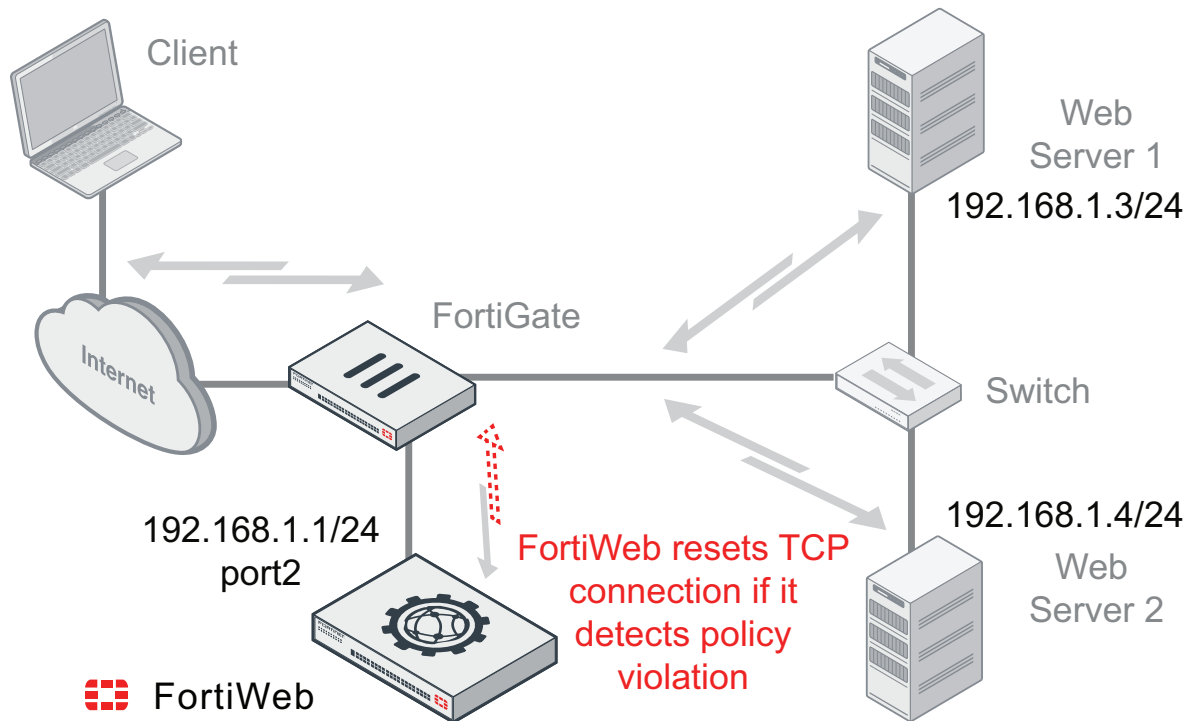 Client
Web
Server 1
192.168.1.3/24
FortiGate
Internet
Switch
192.168.1.1/24
port2
FortiWeb resets TCP
connection if it
detects policy
violation
192.168.1.4/24
Web
Server 2
FortiWeb